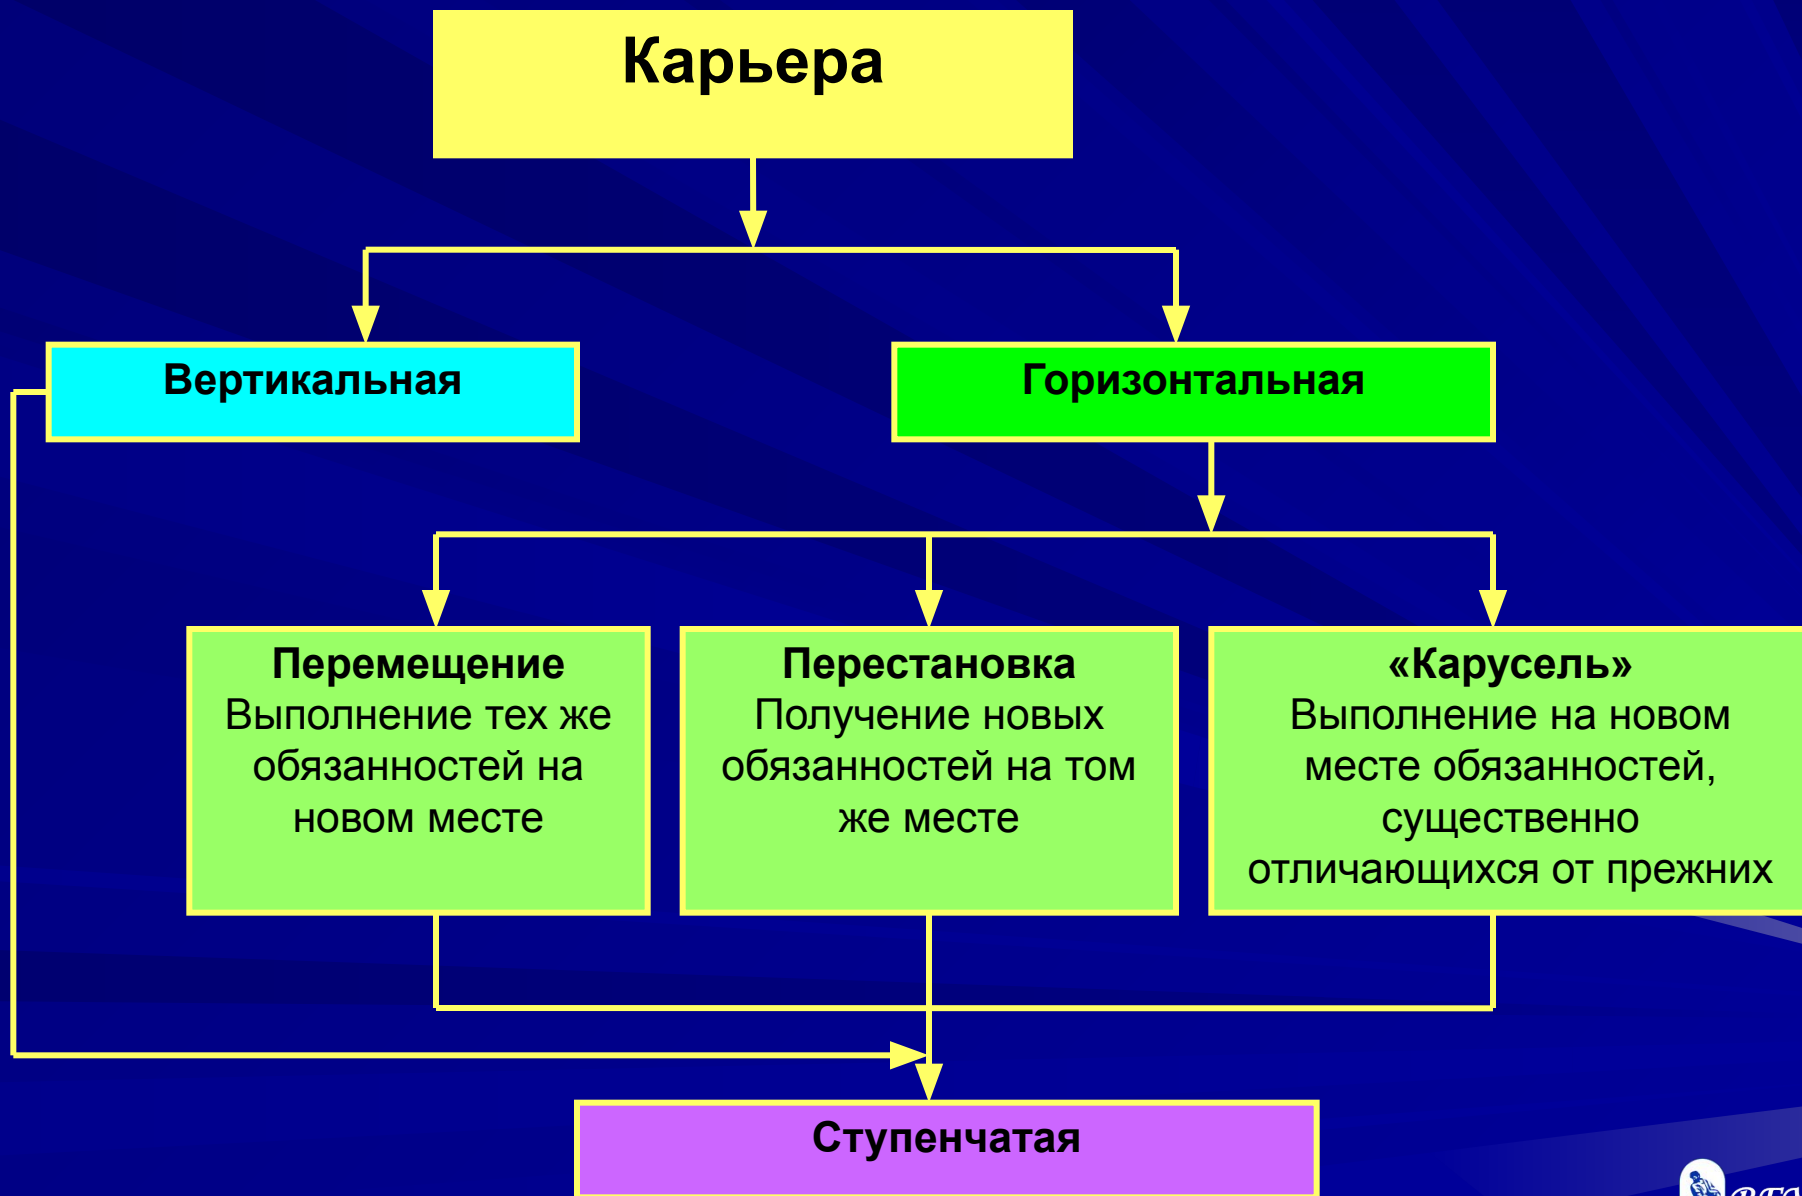 Карьера
Вертикальная
Горизонтальная
Перемещение
Выполнение тех же
обязанностей на
новом месте
Перестановка
Получение новых
обязанностей на том
же месте
«Карусель»
Выполнение на новом
месте обязанностей,
существенно
отличающихся от прежних
Ступенчатая